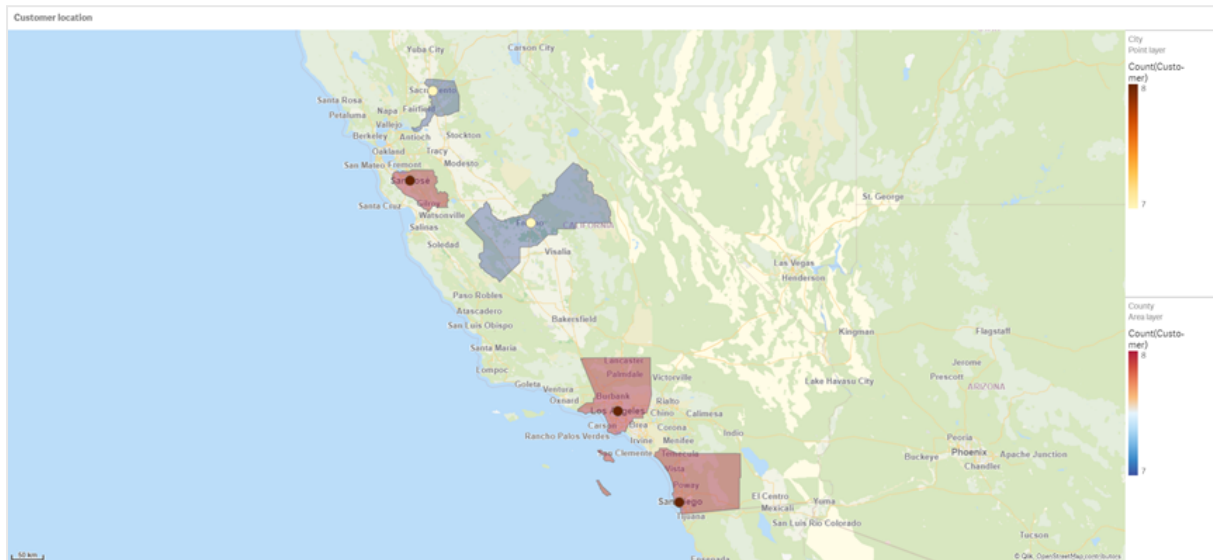 Customer location
Yuba City
Carson City
Sacramento
Santa Rosa
Napa
Fairfield
Petaluma
Vallejo
Berkeley
Antioch
Stockton
Oakland
Tracy
San Mateo
Fremont
Modesto
San José
Santa Cruz
Gilroy
Watsonville
Salinas
CALIFORNIA
Soledad
Visalia
St. George
Las Vegas
Henderson
Paso Robles
Atascadero
San Luis Obispo
Bakersfield
Santa Maria
Lompoc
Kingman
Flagstaff
Lancaster
Palmdale
Victorville
Goleta
Ventura
Oxnard
Burbank
Rialto
Lake Havasu City
Jerome
Prescott
ARIZONA
Los Angeles
Chino
Calimesa
Carson
Brea
Corona
Rancho Palos Verdes
Irvine
Menifee
Indio
San Clemente
Temecula
Vista
Poway
San Diego
Tijuana
El Centro
Mexicali
Yuma
San Luis Rio Colorado
Peoria
Buckeye
Phoenix
Apache Junction
Chandler
Tucson
Ensenada
50 km
© Qlik, OpenStreetMap contributors
City
Point layer
Count(Custo-
mer)
8
7
County
Area layer
Count(Custo-
mer)
8
7